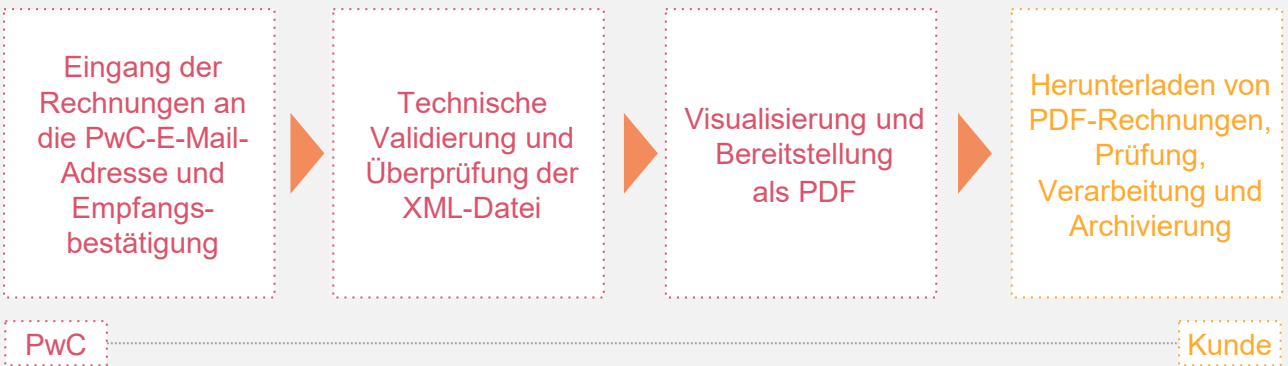 Eingang der
Rechnungen an
die PwC-E-Mail-
Adresse und
Empfangs-
bestätigung
Technische
Validierung und
Überprüfung der
XML-Datei
Visualisierung und
Bereitstellung
als PDF
Herunterladen von
PDF-Rechnungen,
Prüfung,
Verarbeitung und
Archivierung
PwC
Kunde